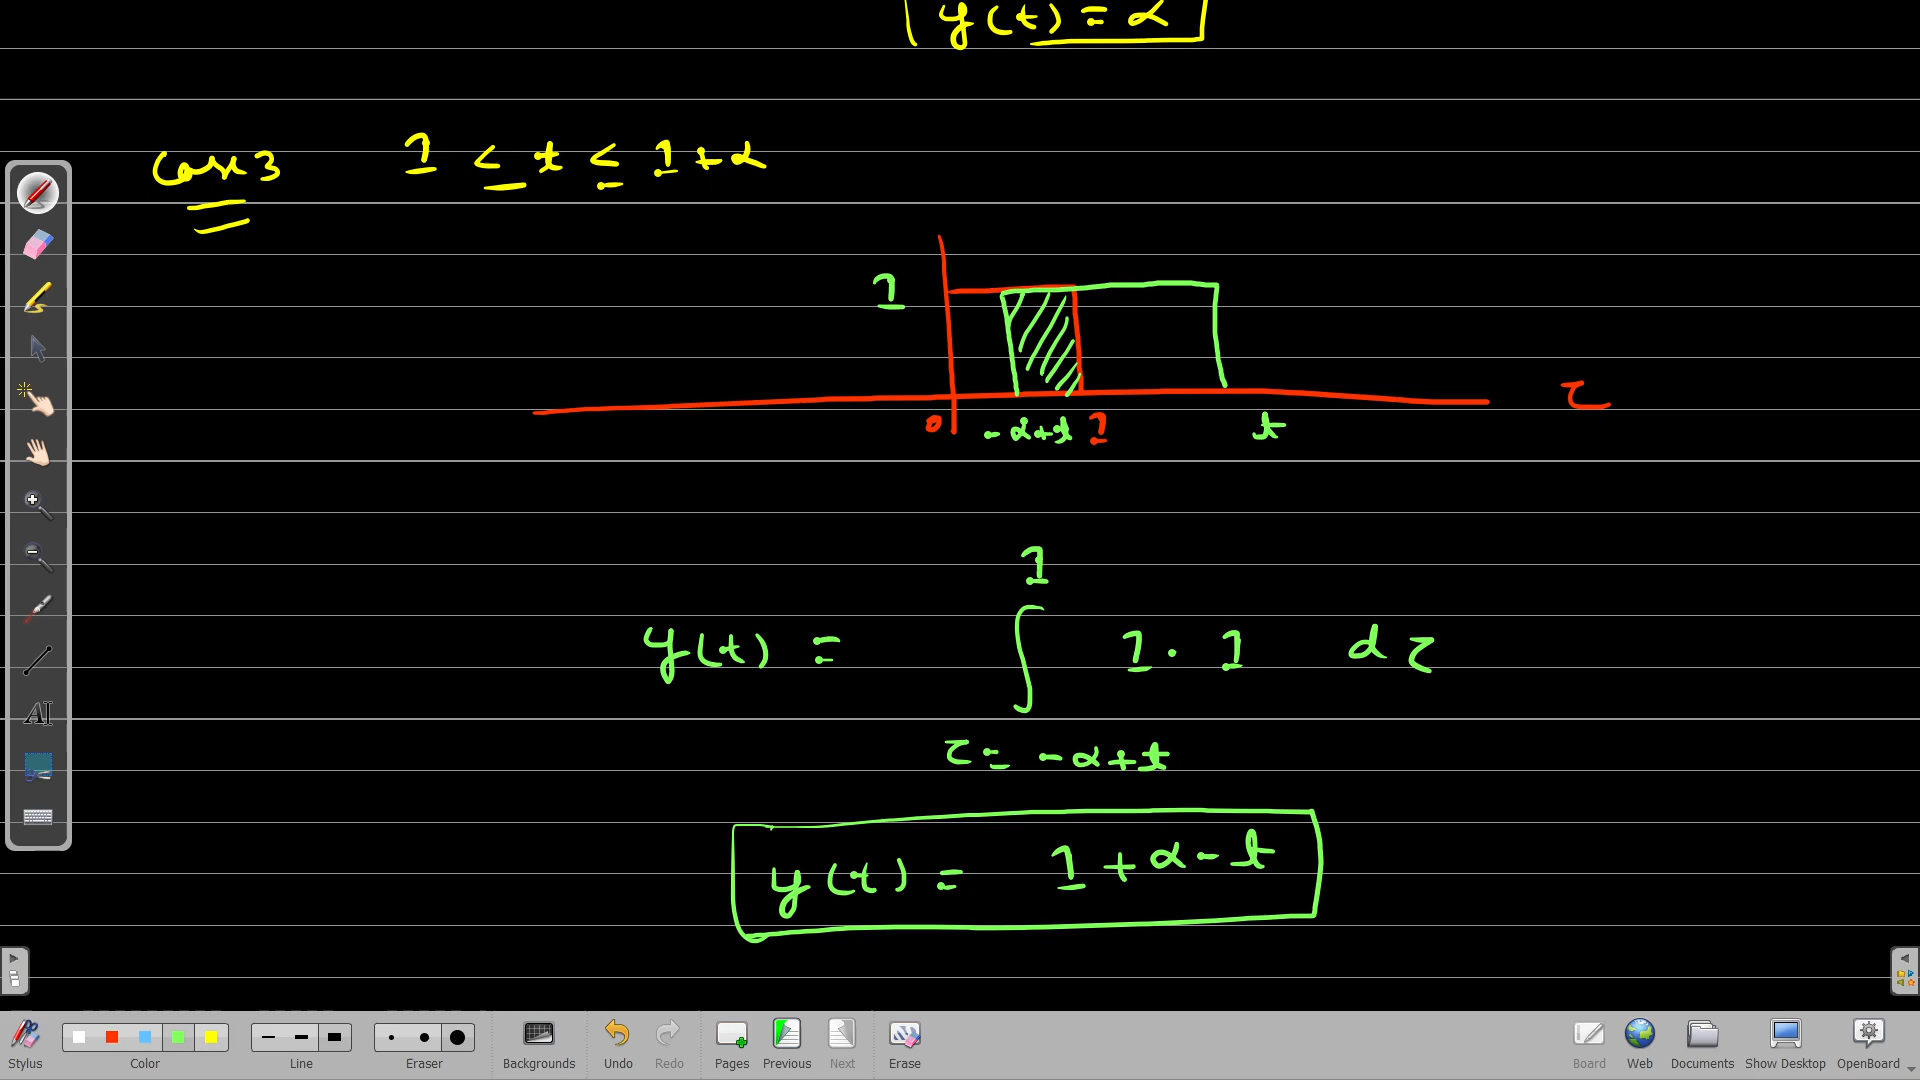 y(t) = α
Case 3 1 ≤ t ≤ 1 + α
1
0 -α+t 1 t τ
1
y(t) = ∫ 1 · 1 dτ
τ = -α+t
y(t) = 1 + α - t
Stylus Color Line Eraser Backgrounds Undo Redo Pages Previous Next Erase Board Web Documents Show Desktop OpenBoard